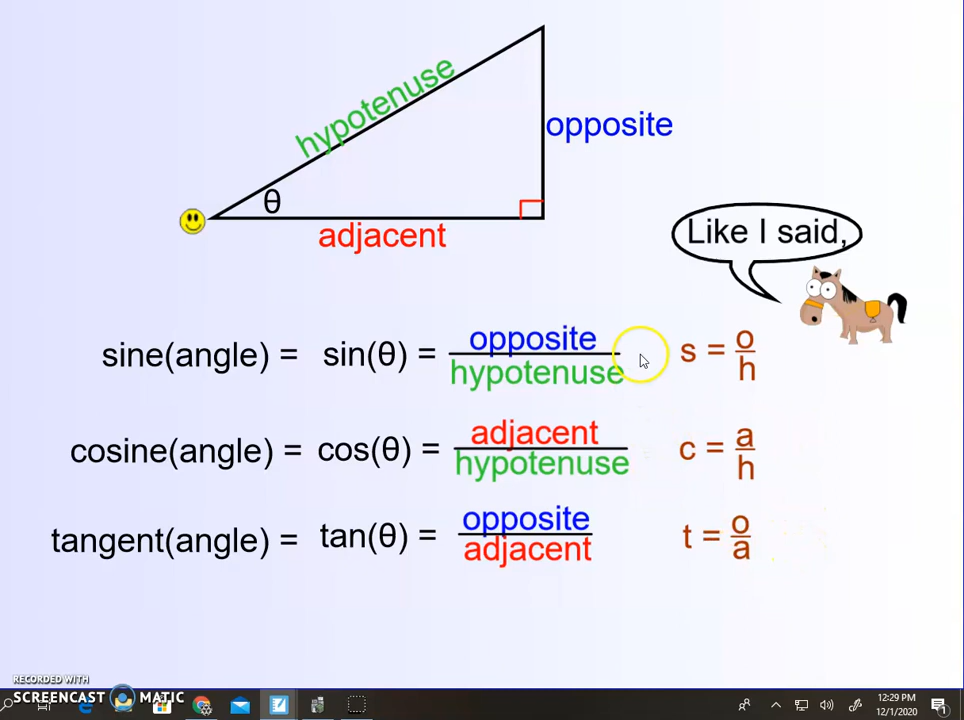 hypotenuse
opposite
θ
adjacent
Like I said,
sine(angle) = sin(θ) = opposite/hypotenuse s = o/h
cosine(angle) = cos(θ) = adjacent/hypotenuse c = a/h
tangent(angle) = tan(θ) = opposite/adjacent t = o/a
RECORDED WITH
SCREENCAST MATIC
12:29 PM
12/1/2020
1